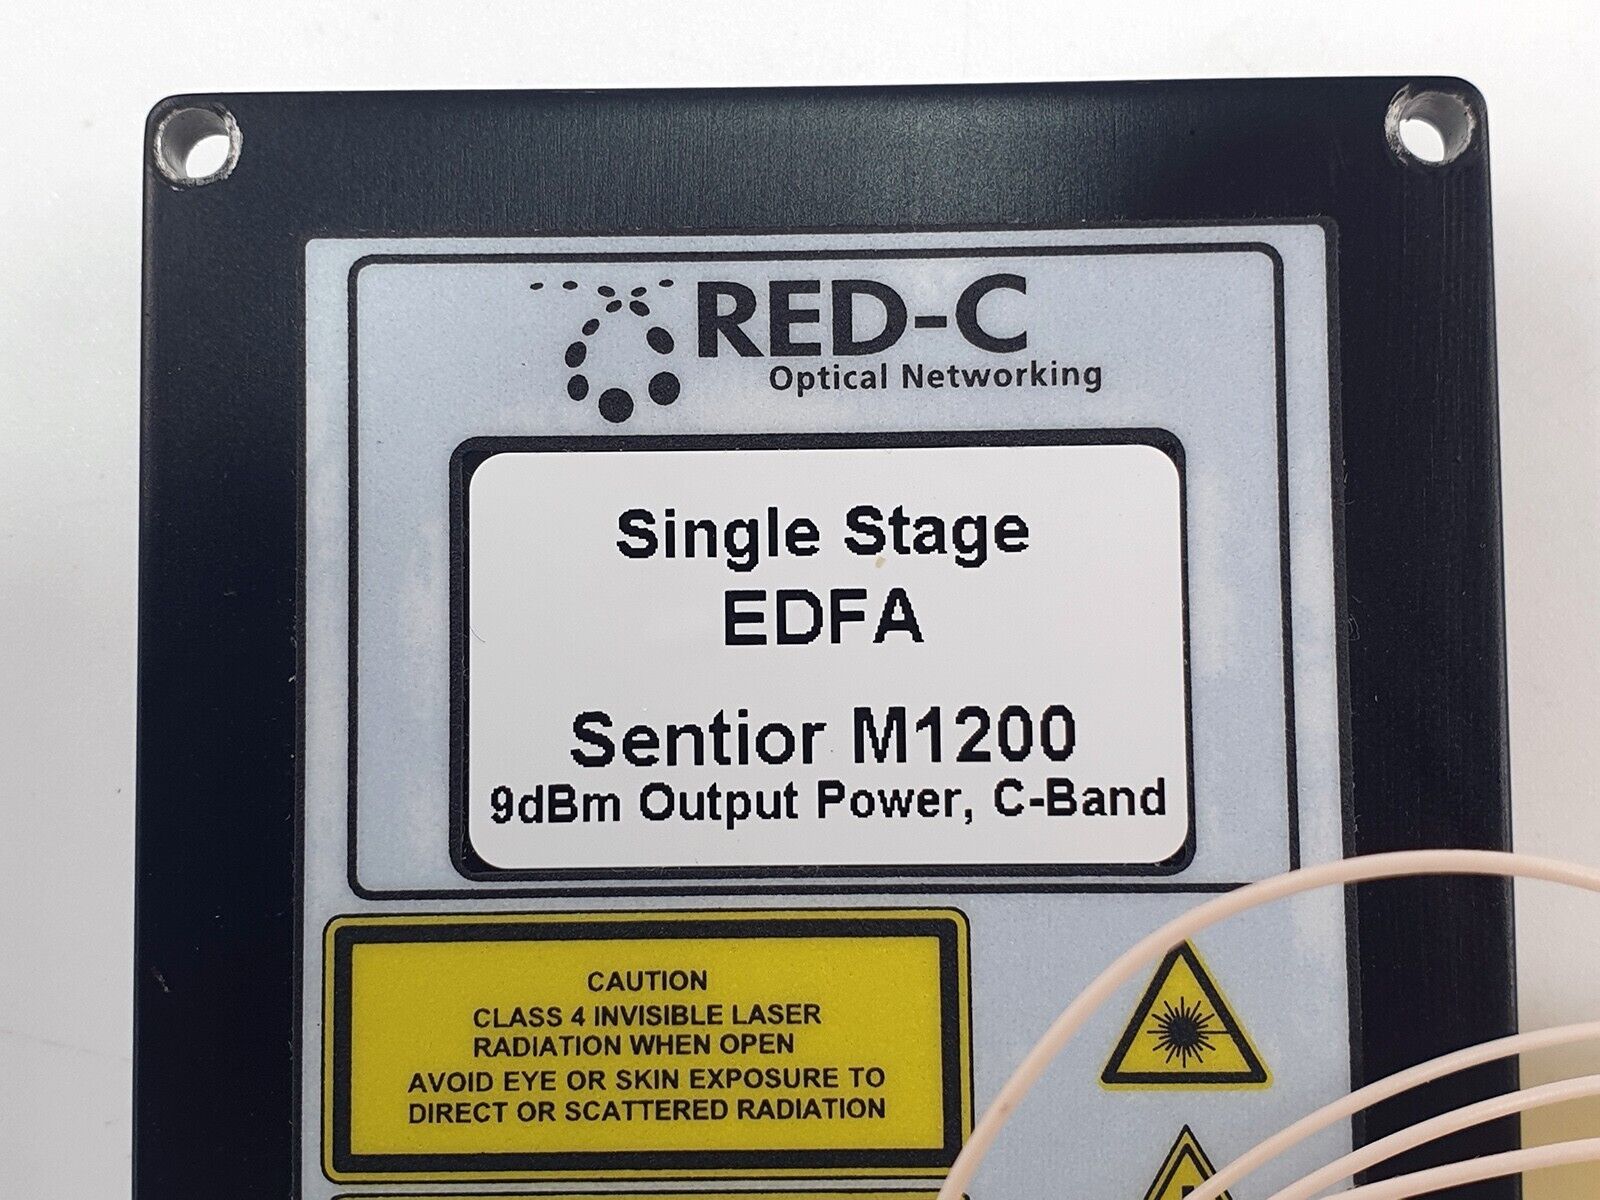 RED-C
Optical Networking
Single Stage
EDFA
Sentior M1200
9dBm Output Power, C-Band
CAUTION
CLASS 4 INVISIBLE LASER
RADIATION WHEN OPEN
AVOID EYE OR SKIN EXPOSURE TO
DIRECT OR SCATTERED RADIATION